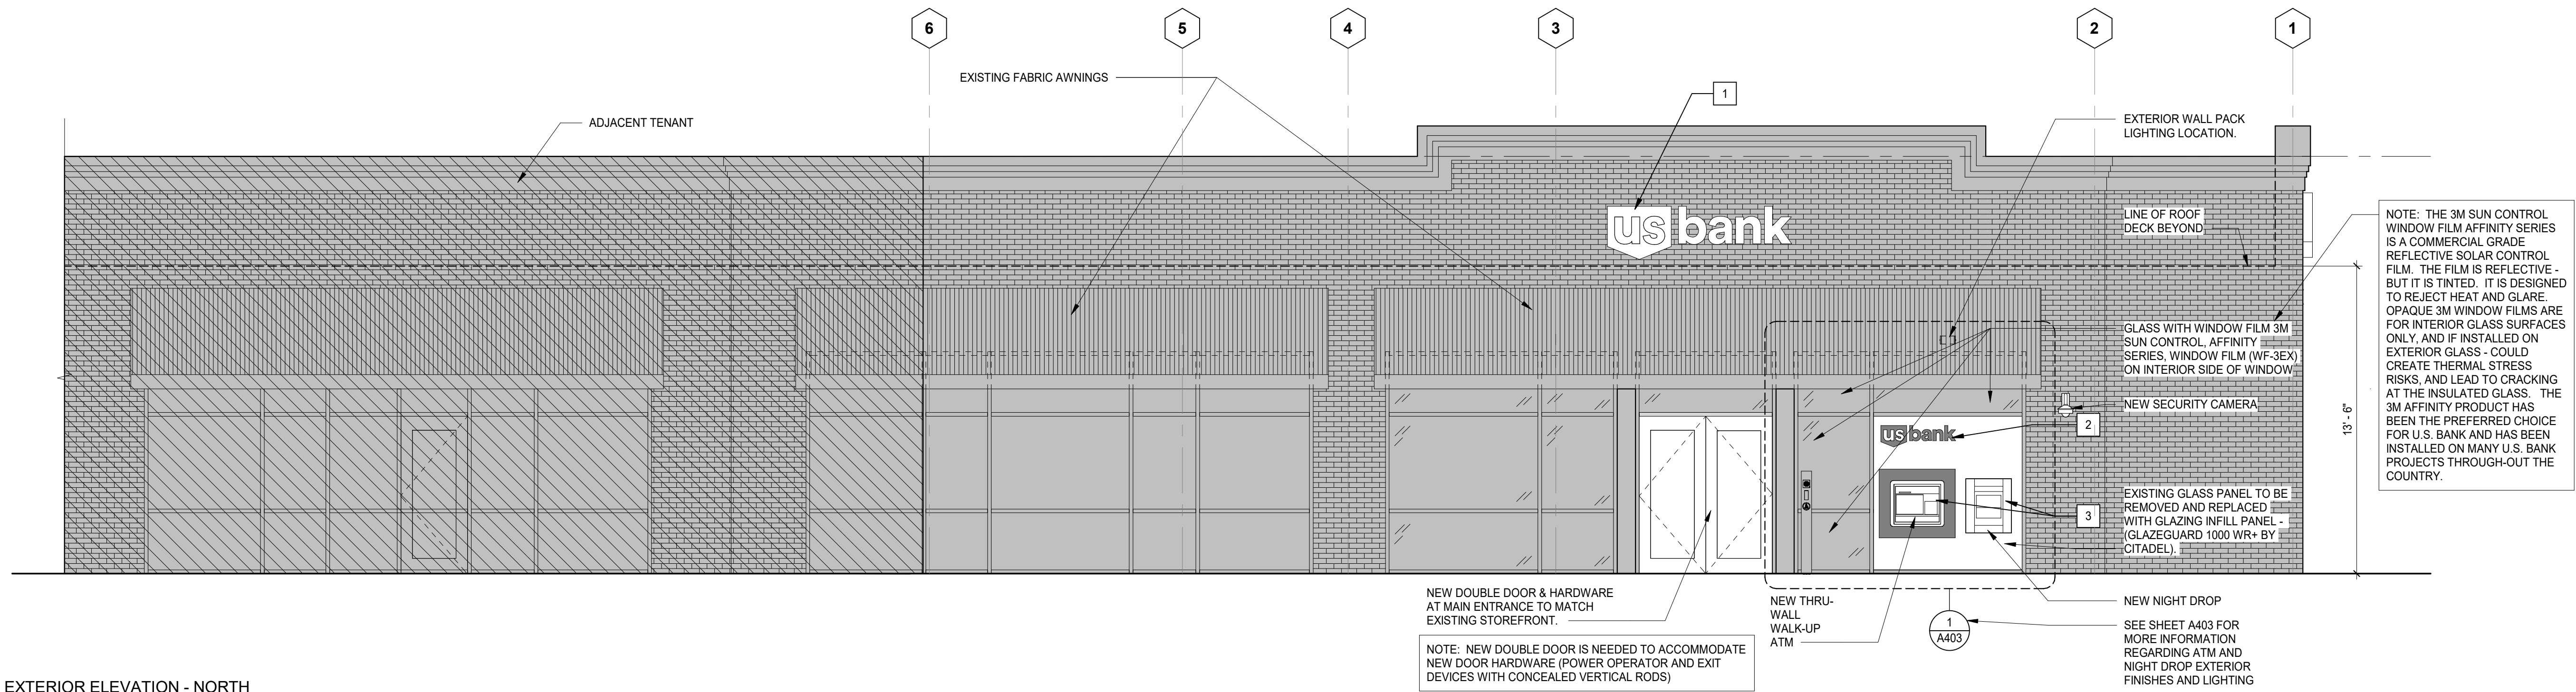 6
5
4
3
2
1
EXISTING FABRIC AWNINGS
1
ADJACENT TENANT
EXTERIOR WALL PACK
LIGHTING LOCATION.
us bank
LINE OF ROOF
DECK BEYOND
NOTE: THE 3M SUN CONTROL
WINDOW FILM AFFINITY SERIES
IS A COMMERCIAL GRADE
REFLECTIVE SOLAR CONTROL
FILM. THE FILM IS REFLECTIVE -
BUT IT IS TINTED. IT IS DESIGNED
TO REJECT HEAT AND GLARE.
OPAQUE 3M WINDOW FILMS ARE
FOR INTERIOR GLASS SURFACES
ONLY, AND IF INSTALLED ON
EXTERIOR GLASS - COULD
CREATE THERMAL STRESS
RISKS, AND LEAD TO CRACKING
AT THE INSULATED GLASS. THE
3M AFFINITY PRODUCT HAS
BEEN THE PREFERRED CHOICE
FOR U.S. BANK AND HAS BEEN
INSTALLED ON MANY U.S. BANK
PROJECTS THROUGH-OUT THE
COUNTRY.
GLASS WITH WINDOW FILM 3M
SUN CONTROL, AFFINITY
SERIES, WINDOW FILM (WF-3EX)
ON INTERIOR SIDE OF WINDOW
NEW SECURITY CAMERA
13' - 6"
2
us bank
EXISTING GLASS PANEL TO BE
REMOVED AND REPLACED
WITH GLAZING INFILL PANEL -
(GLAZEGUARD 1000 WR+ BY
CITADEL).
3
NEW DOUBLE DOOR & HARDWARE
AT MAIN ENTRANCE TO MATCH
EXISTING STOREFRONT.
NEW THRU-
WALL
WALK-UP
ATM
1
A403
NEW NIGHT DROP
SEE SHEET A403 FOR
MORE INFORMATION
REGARDING ATM AND
NIGHT DROP EXTERIOR
FINISHES AND LIGHTING
NOTE: NEW DOUBLE DOOR IS NEEDED TO ACCOMMODATE
NEW DOOR HARDWARE (POWER OPERATOR AND EXIT
DEVICES WITH CONCEALED VERTICAL RODS)
EXTERIOR ELEVATION - NORTH